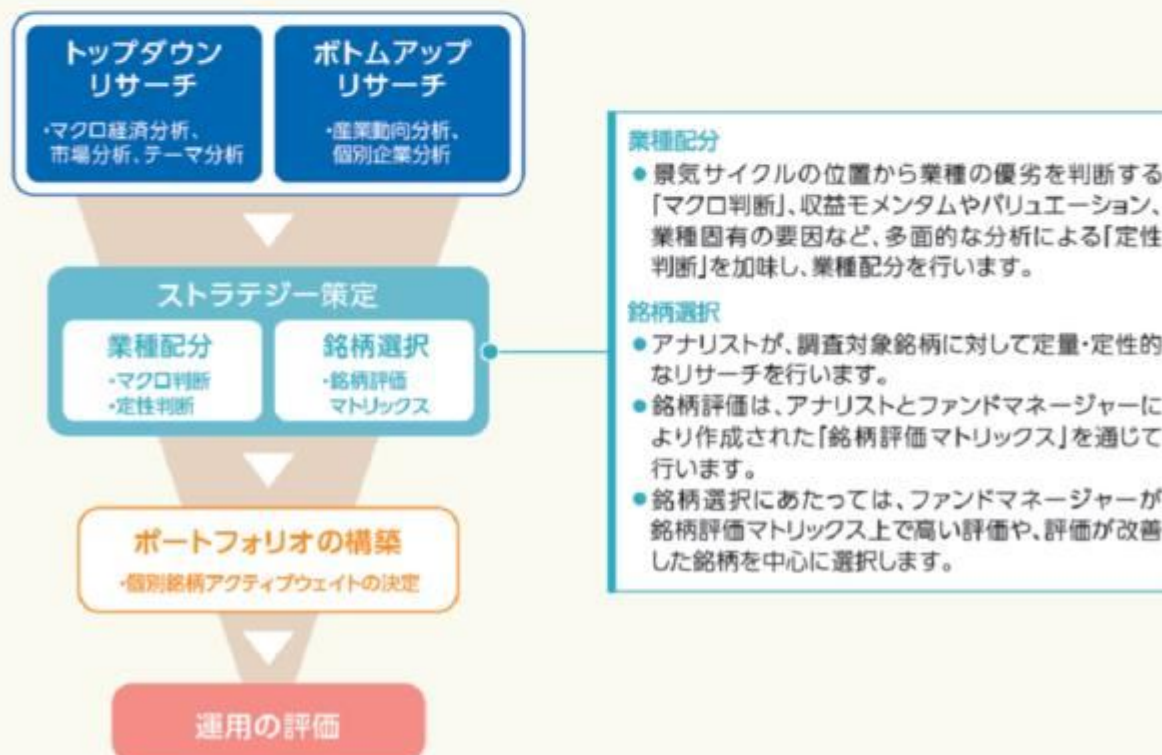 トップダウン
リサーチ
・マクロ経済分析、
市場分析、テーマ分析
ボトムアップ
リサーチ
・産業動向分析、
個別企業分析
ストラテジー策定
業種配分
・マクロ判断
・定性判断
銘柄選択
・銘柄評価
マトリックス
ポートフォリオの構築
・個別銘柄アクティブウェイトの決定
運用の評価
業種配分
●景気サイクルの位置から業種の優劣を判断する
「マクロ判断」、収益モメンタムやバリュエーション、
業種固有の要因など、多面的な分析による「定性
判断」を加味し、業種配分を行います。
銘柄選択
●アナリストが、調査対象銘柄に対して定量・定性的
なリサーチを行います。
●銘柄評価は、アナリストとファンドマネージャーに
より作成された「銘柄評価マトリックス」を通じて
行います。
●銘柄選択にあたっては、ファンドマネージャーが
銘柄評価マトリックス上で高い評価や、評価が改善
した銘柄を中心に選択します。